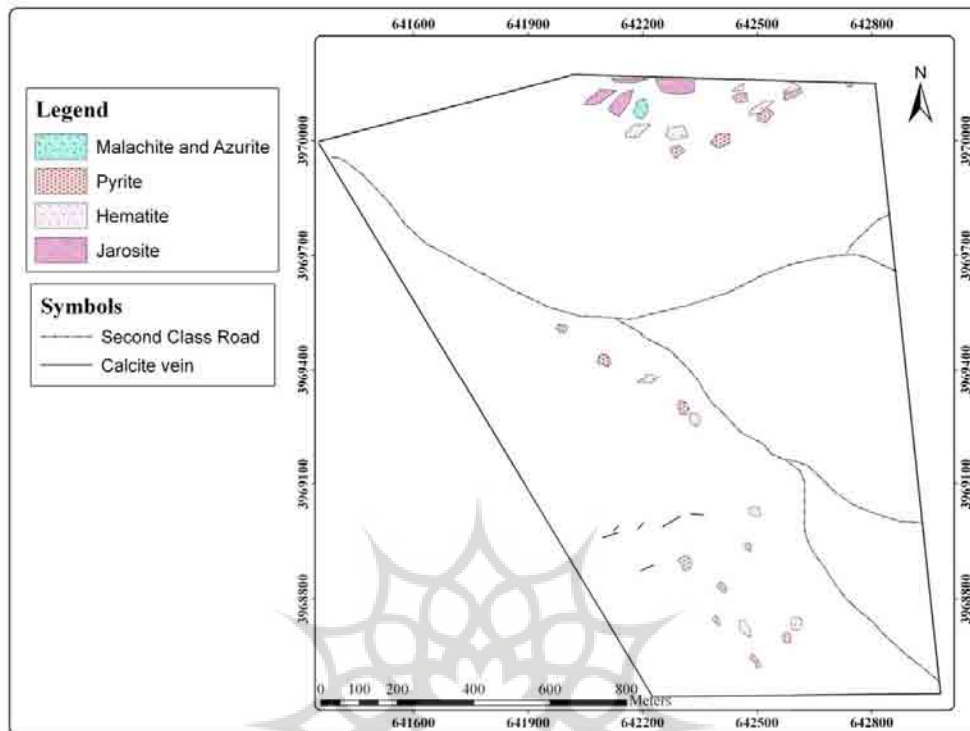 641600 641900 642200 642500 642800
N
Legend
Malachite and Azurite
Pyrite
Hematite
Jarosite
Symbols
Second Class Road
Calcite vein
3970000 3970000
3969700 3969700
3969400 3969400
3969100 3969100
3968800 3968800
0 100 200 400 600 800
Meters
641600 641900 642200 642500 642800